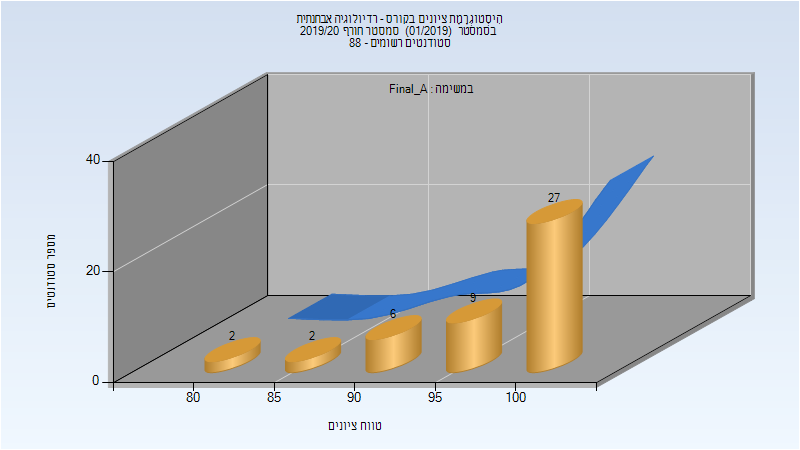 היסטוגרמת ציונים בקורס - רדיולוגיה אבחנתית
בסמסטר (01/2019) סמסטר חורף 2019/20
סטודנטים רשומים - 88
במשימה : Final_A
מספר סטודנטים
40
20
0
2
2
6
9
27
80
85
90
95
100
טווח ציונים